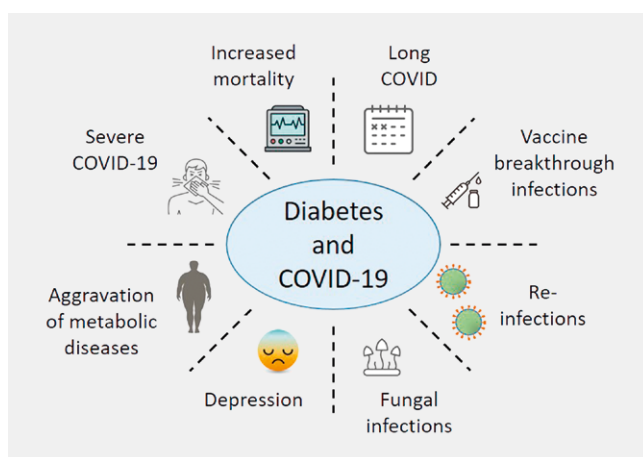 Increased
mortality
Long
COVID
Severe
COVID-19
Vaccine
breakthrough
infections
Diabetes
and
COVID-19
Aggravation
of metabolic
diseases
Re-
infections
Depression
Fungal
infections